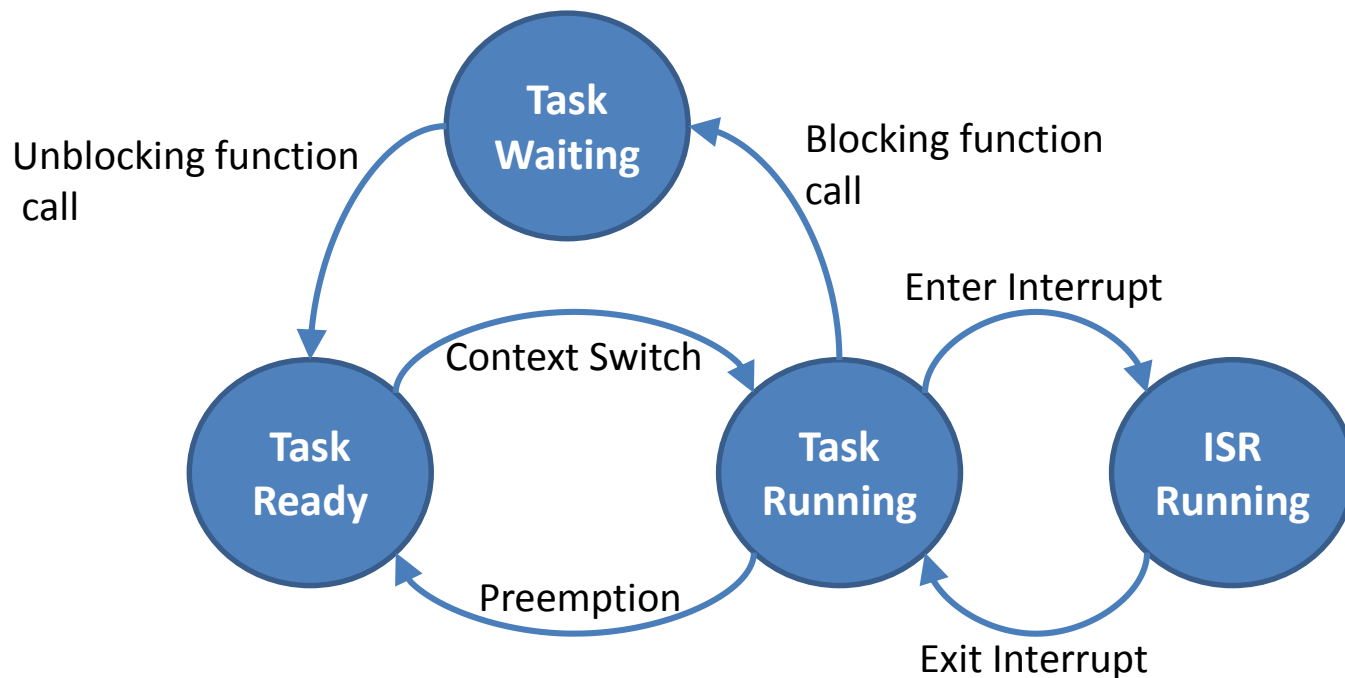 Task
Waiting
Unblocking function
call
Blocking function
call
Enter Interrupt
Context Switch
Task
Ready
Task
Running
ISR
Running
Preemption
Exit Interrupt